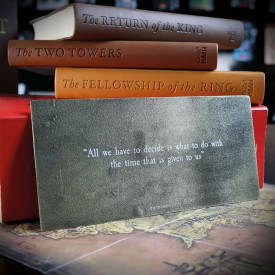 The Return of the King
The Two Towers
The Fellowship of the Ring
"All we have to decide is what to do with
the time that is given to us"